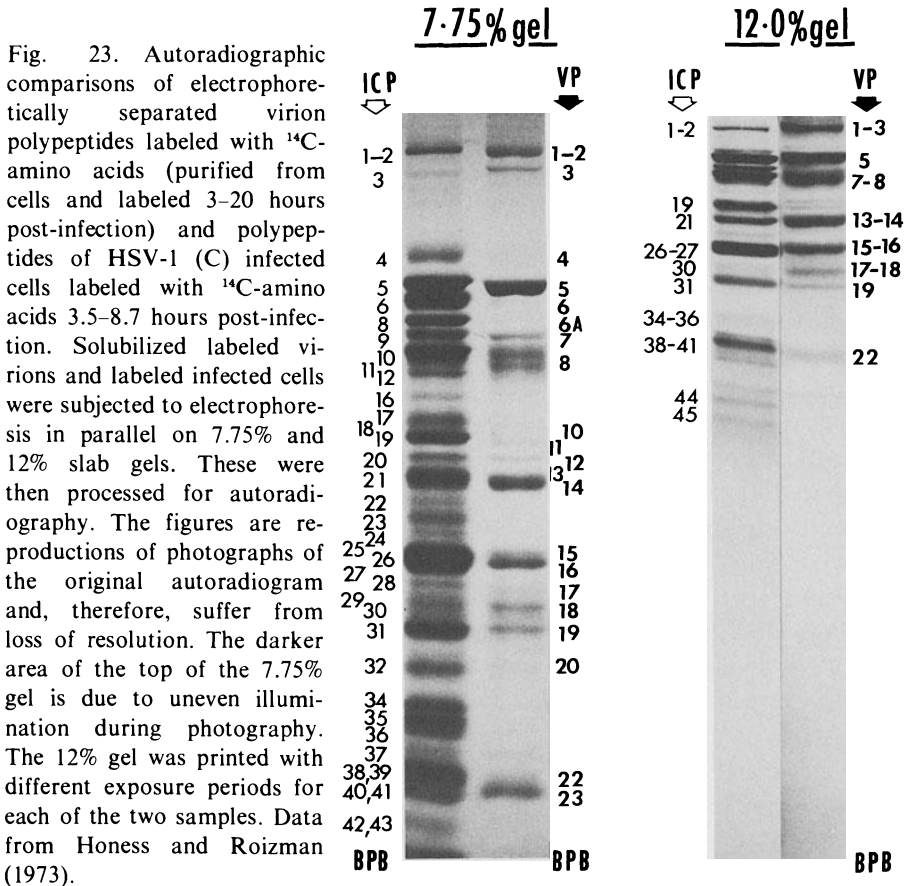 Fig. 23. Autoradiographic
comparisons of electrophore-
tically separated virion
polypeptides labeled with ¹⁴C-
amino acids (purified from
cells and labeled 3–20 hours
post-infection) and polypep-
tides of HSV-1 (C) infected
cells labeled with ¹⁴C-amino
acids 3.5–8.7 hours post-infec-
tion. Solubilized labeled vi-
rions and labeled infected cells
were subjected to electrophore-
sis in parallel on 7.75% and
12% slab gels. These were
then processed for autoradi-
ography. The figures are re-
productions of photographs of
the original autoradiogram
and, therefore, suffer from
loss of resolution. The darker
area of the top of the 7.75%
gel is due to uneven illumi-
nation during photography.
The 12% gel was printed with
different exposure periods for
each of the two samples. Data
from Honess and Roizman
(1973).
7·75% gel
ICP
1–2
3
4
5
6
8
9
10
11
12
16
17
18
19
20
21
22
23
24
25
26
27
28
29
30
31
32
34
35
36
37
38,39
40,41
42,43
BPB
VP
1–2
3
4
5
6
6A
7
8
10
11
12
13
14
15
16
17
18
19
20
22
23
BPB
12·0% gel
ICP
1-2
19
21
26-27
30
31
34-36
38-41
44
45
VP
1-3
5
7-8
13-14
15-16
17-18
19
22
BPB